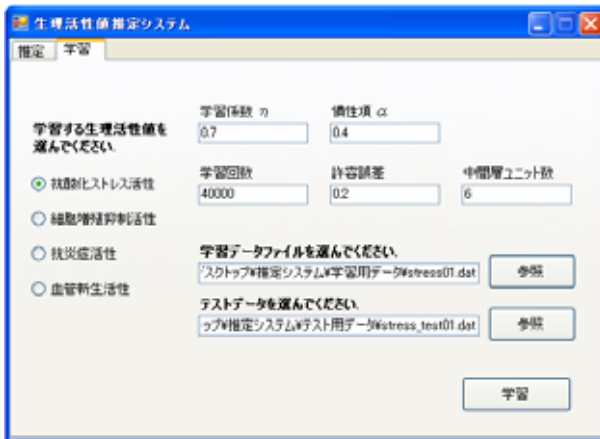 生理活性値推定システム
推定 学習
学習する生理活性値を
選んでください.
抗酸化ストレス活性
細胞増殖抑制活性
抗炎症活性
血管新生活性
学習係数 η
0.7
慣性項 α
0.4
学習回数
40000
許容誤差
0.2
中間層ユニット数
6
学習データファイルを選んでください.
スクトップ¥推定システム¥学習用データ¥stress01.dat
参照
テストデータを選んでください.
ップ¥推定システム¥テスト用データ¥stress_test01.dat
参照
学習